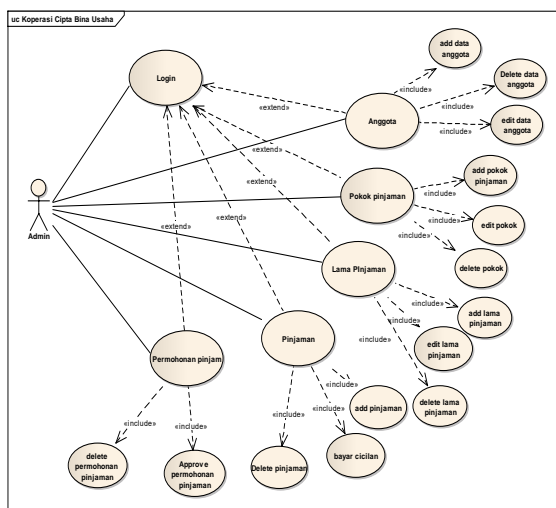 uc Koperasi Cipta Bina Usaha
Login
add data
anggota
Delete data
anggota
edit data
anggota
Anggota
«include»
«include»
«include»
«extend»
Admin
Pokok pinjaman
«extend»
add pokok
pinjaman
edit pokok
delete pokok
«include»
«include»
«include»
Lama PInjaman
«extend»
add lama
pinjaman
edit lama
pinjaman
delete lama
pinjaman
«include»
«include»
«include»
Pinjaman
«extend»
add pinjaman
bayar cicilan
Delete pinjaman
«include»
«include»
«include»
Permohonan pinjam
«extend»
delete
permohonan
pinjaman
Approve
permohonan
pinjaman
«include»
«include»